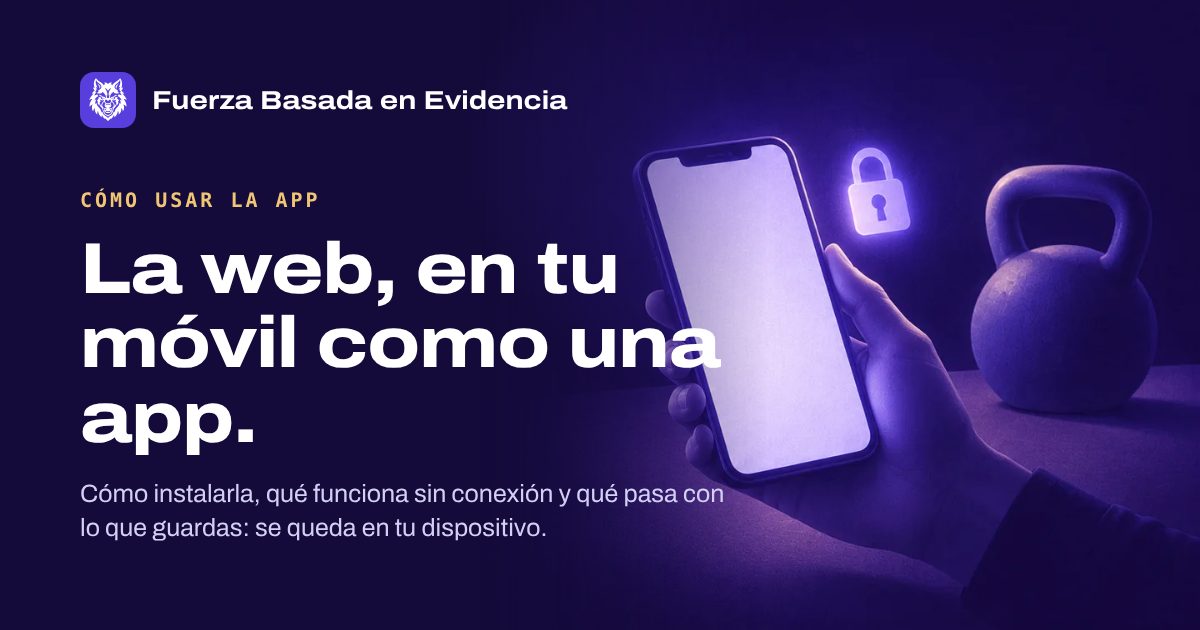 Fuerza Basada en Evidencia
CÓMO USAR LA APP
La web, en tu
móvil como una
app.
Cómo instalarla, qué funciona sin conexión y qué pasa con
lo que guardas: se queda en tu dispositivo.